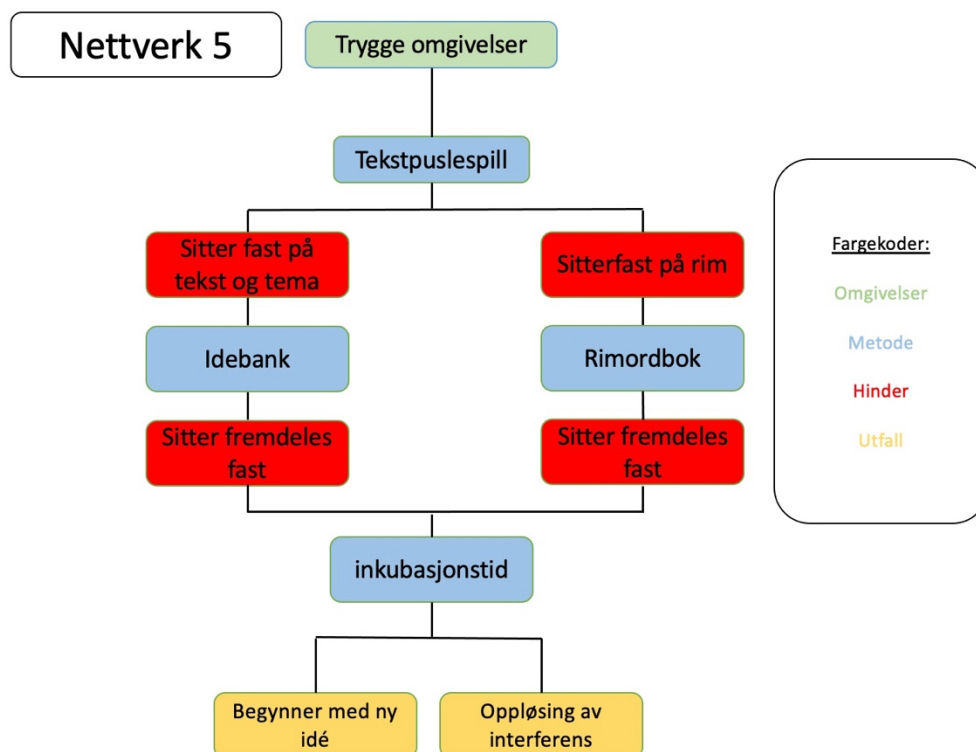 Nettverk 5
Trygge omgivelser
Tekstpuslespill
Sitter fast på
tekst og tema
Sitterfast på rim
Idebank
Rimordbok
Sitter fremdeles
fast
Sitter fremdeles
fast
inkubasjonstid
Begynner med ny
idé
Oppløsing av
interferens
Fargekoder:
Omgivelser
Metode
Hinder
Utfall